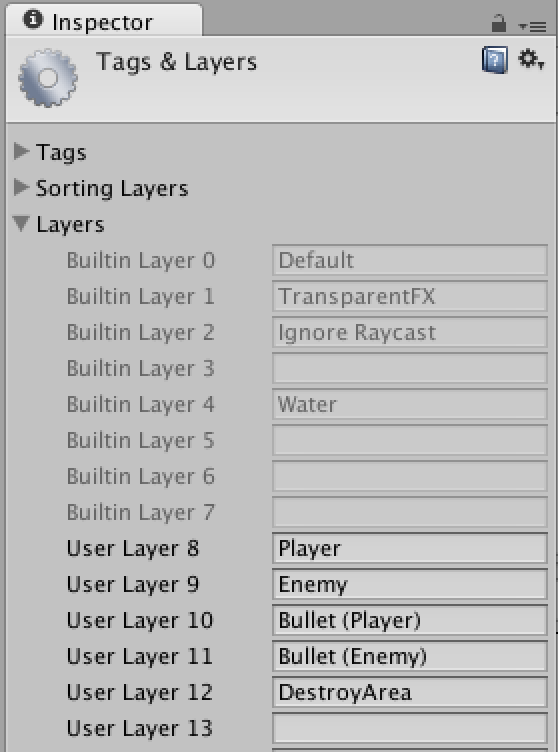 Inspector
Tags & Layers
Tags
Sorting Layers
Layers
Builtin Layer 0 Default
Builtin Layer 1 TransparentFX
Builtin Layer 2 Ignore Raycast
Builtin Layer 3
Builtin Layer 4 Water
Builtin Layer 5
Builtin Layer 6
Builtin Layer 7
User Layer 8 Player
User Layer 9 Enemy
User Layer 10 Bullet (Player)
User Layer 11 Bullet (Enemy)
User Layer 12 DestroyArea
User Layer 13